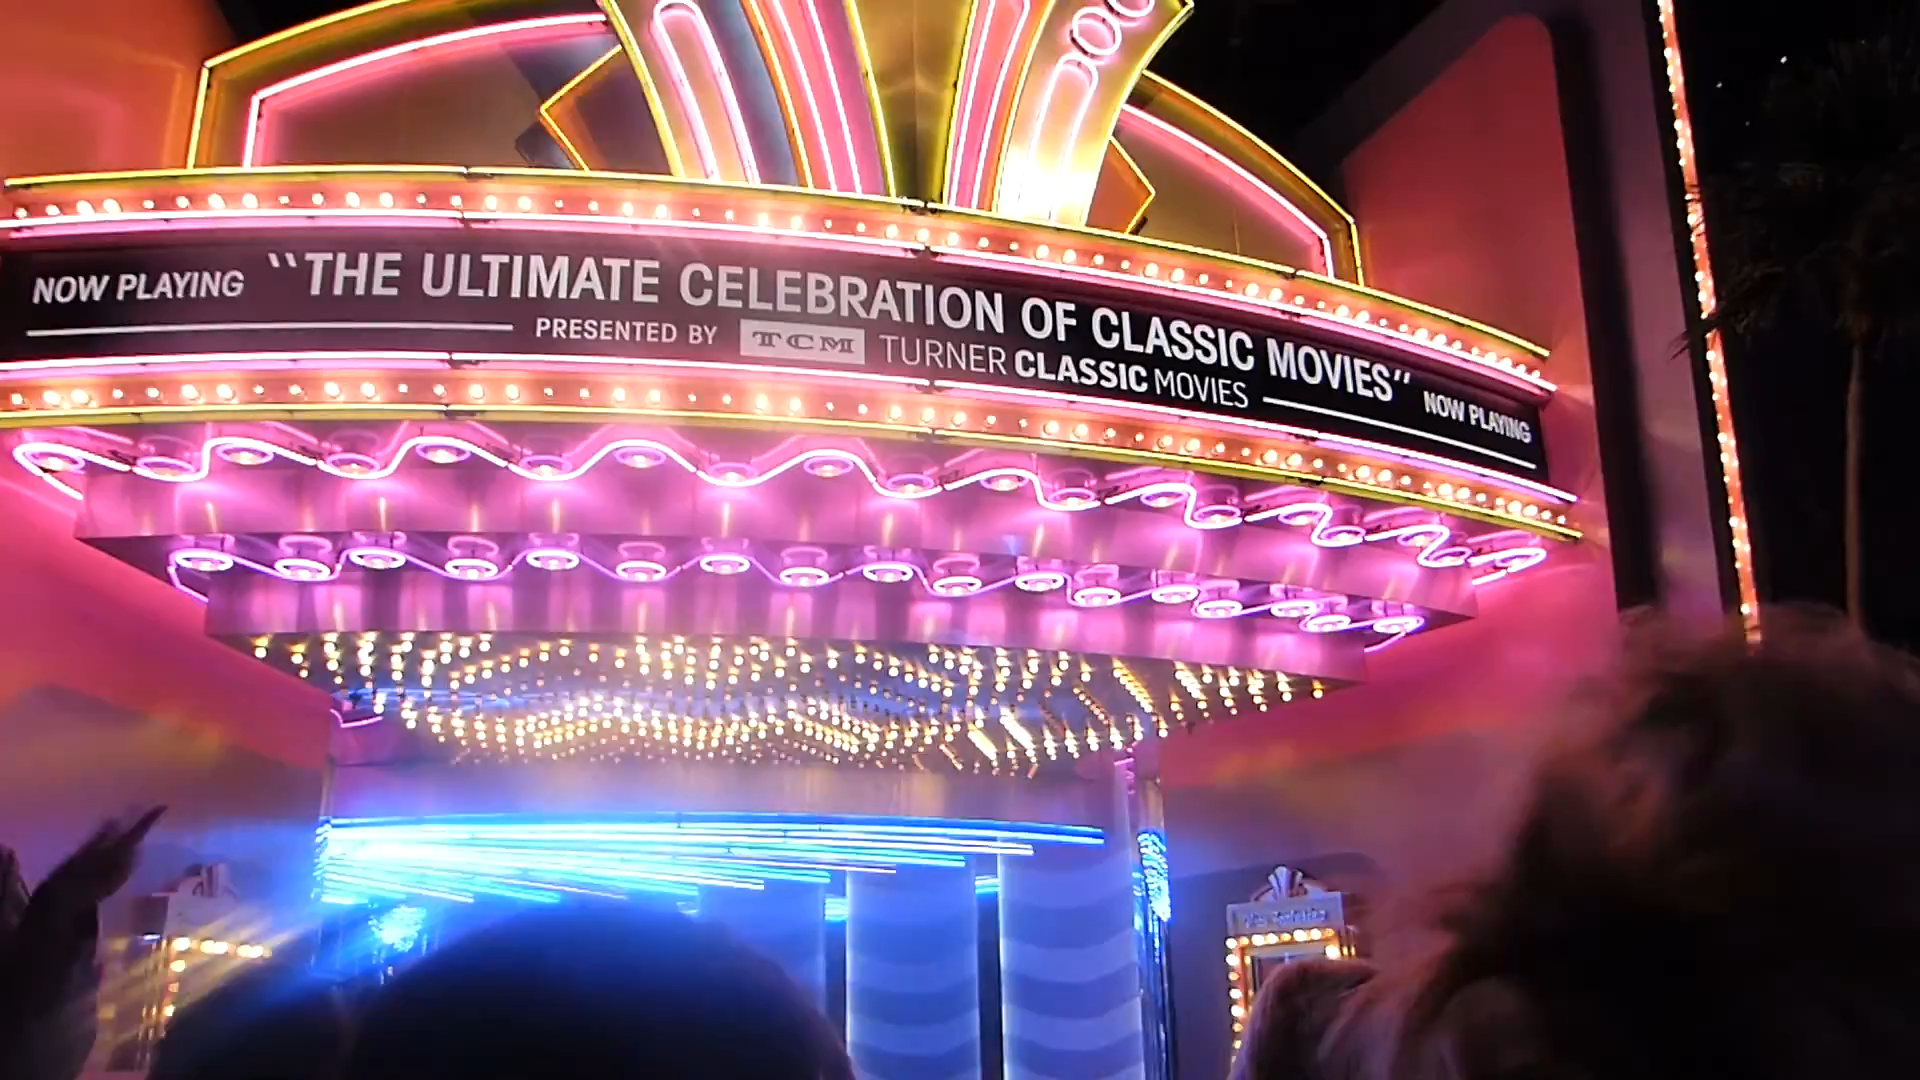 NOW PLAYING "THE ULTIMATE CELEBRATION OF CLASSIC MOVIES" NOW PLAYING
PRESENTED BY TCM TURNER CLASSIC MOVIES